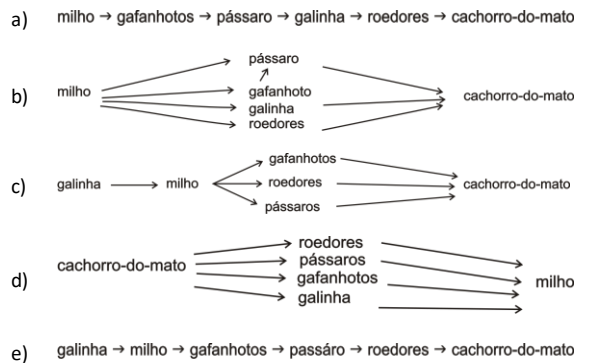 a) milho → gafanhotos → pássaro → galinha → roedores → cachorro-do-mato
pássaro
b) milho gafanhoto cachorro-do-mato
galinha
roedores
gafanhotos
c) galinha milho roedores cachorro-do-mato
pássaros
roedores
pássaros
d) cachorro-do-mato gafanhotos milho
galinha
e) galinha → milho → gafanhotos → passáro → roedores → cachorro-do-mato